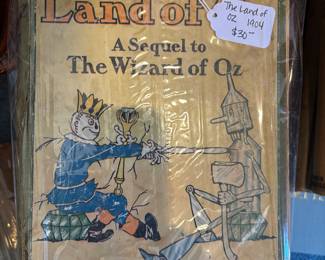 Land of
A Sequel to
The Wizard of Oz
The Land of
OZ 1904
$30-